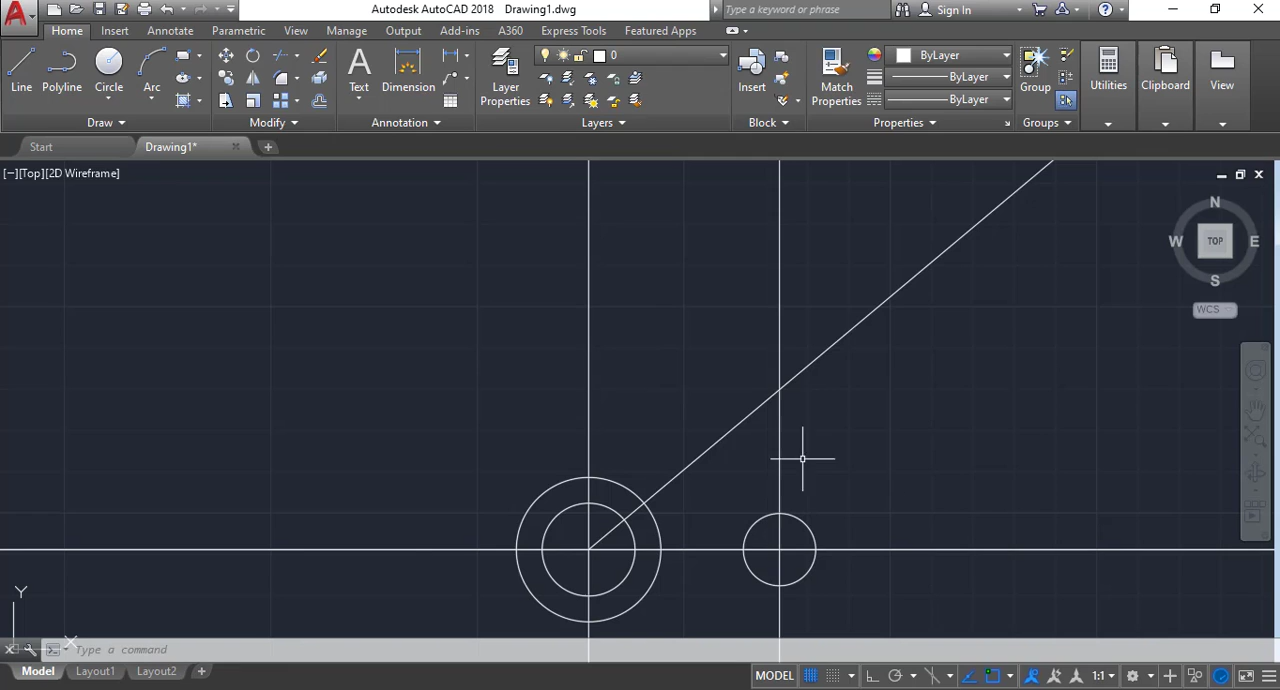 Autodesk AutoCAD 2018 Drawing1.dwg
Type a keyword or phrase
Sign In
Home Insert Annotate Parametric View Manage Output Add-ins A360 Express Tools Featured Apps
0
ByLayer
ByLayer
ByLayer
Line Polyline Circle Arc
Text Dimension
Layer Properties
Insert
Match Properties
Group
Utilities Clipboard View
Draw Modify Annotation Layers Block Properties Groups
Start Drawing1*
[−][Top][2D Wireframe]
N
W TOP E
S
WCS
Y
X
Type a command
Model Layout1 Layout2
MODEL 1:1